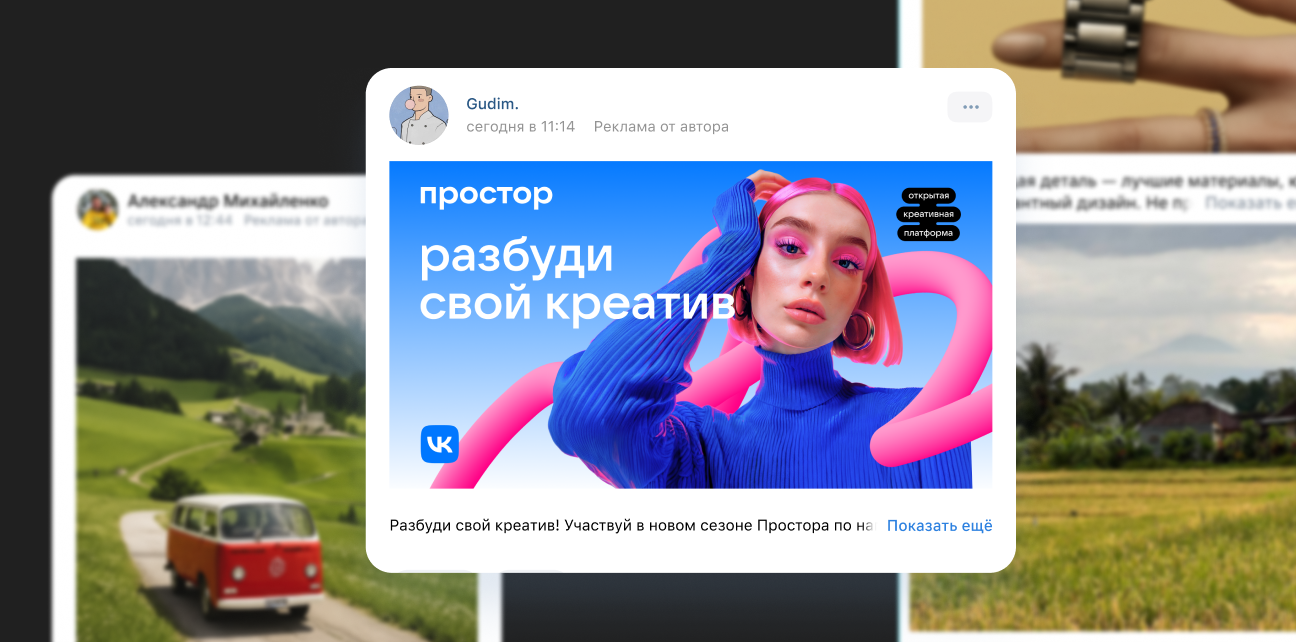 Gudim.
сегодня в 11:14 Реклама от автора
простор
открытая
креативная
платформа
разбуди
свой креатив
VK
Разбуди свой креатив! Участвуй в новом сезоне Простора по на
Показать ещё
Александр Михайленко
сегодня в 12:44 Реклама от автора
ая деталь — лучшие материалы, к
нтный дизайн. Не п
Показать е